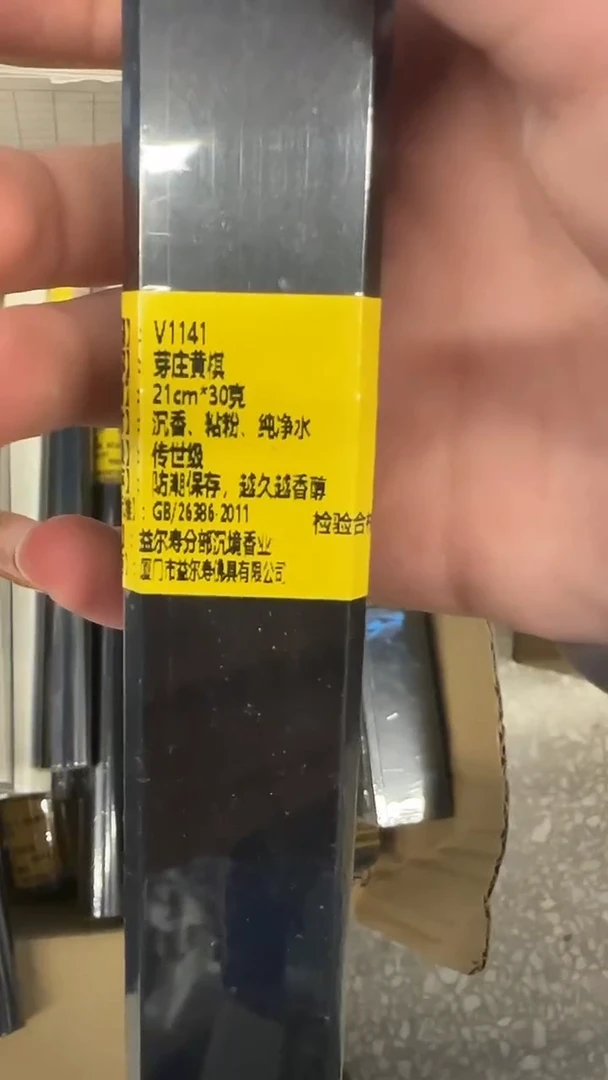 : V1141
: 芽庄黄棋
: 21cm*30克
: 沉香、粘粉、纯净水
: 传世级
: 防潮保存，越久越香醇
: GB/26386-2011
检验合格
益尔寿分部沉境香业
厦门市益尔寿佛具有限公司